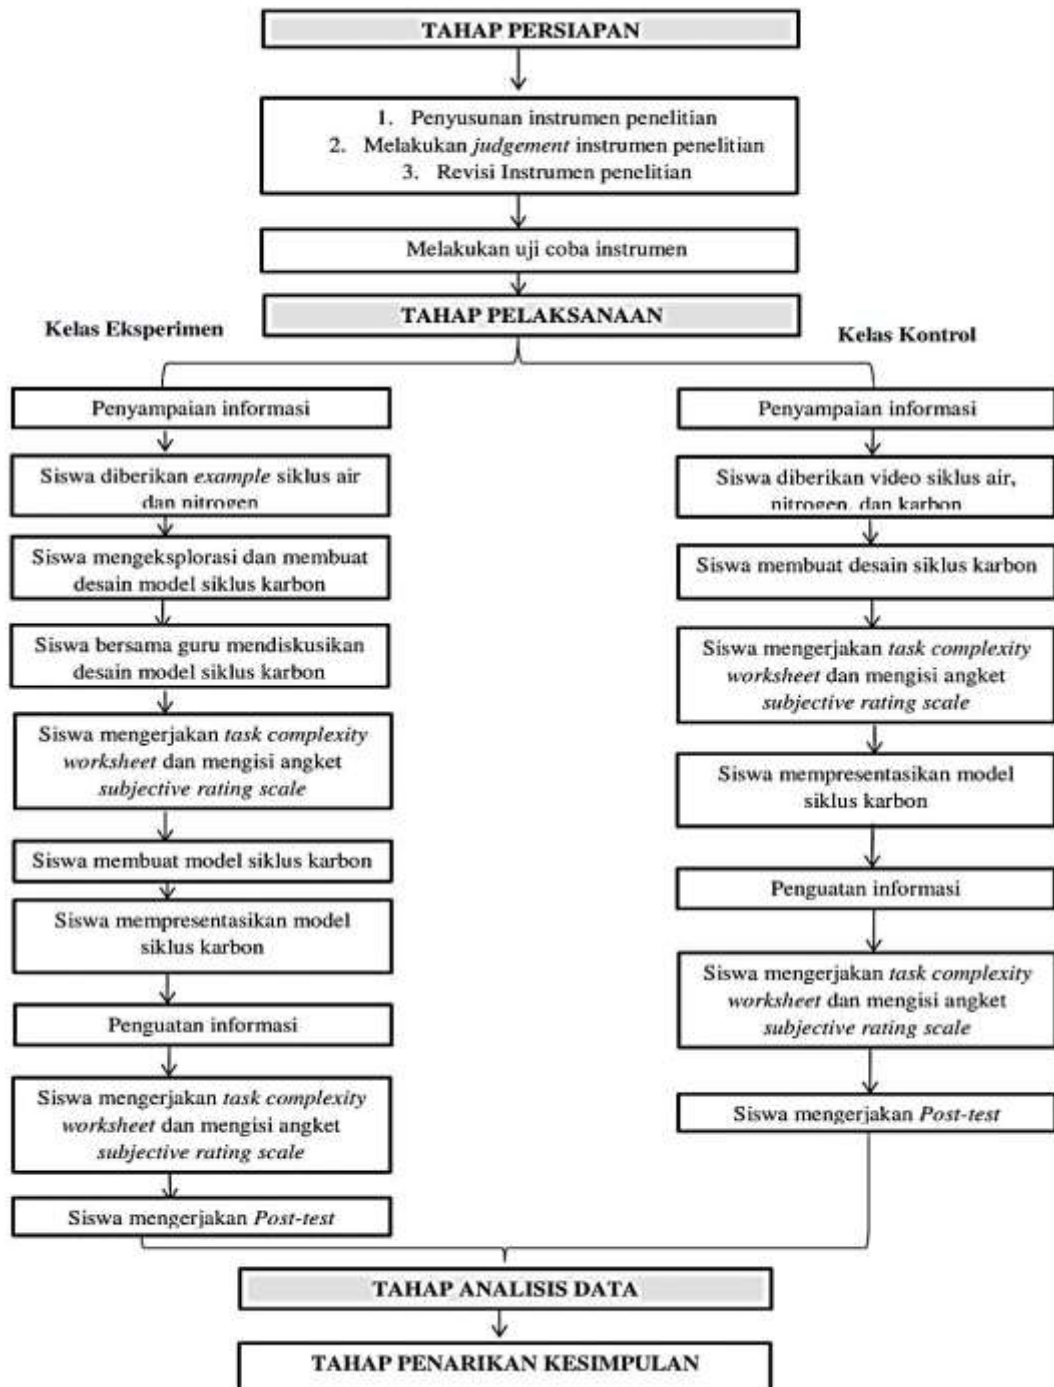 TAHAP PERSIAPAN
1. Penyusunan instrumen penelitian
2. Melakukan judgement instrumen penelitian
3. Revisi Instrumen penelitian
Melakukan uji coba instrumen
TAHAP PELAKSANAAN
Kelas Eksperimen
Penyampaian informasi
Siswa diberikan example siklus air
dan nitrogen
Siswa mengeksplorasi dan membuat
desain model siklus karbon
Siswa bersama guru mendiskusikan
desain model siklus karbon
Siswa mengerjakan task complexity
worksheet dan mengisi angket
subjective rating scale
Siswa membuat model siklus karbon
Siswa mempresentasikan model
siklus karbon
Penguatan informasi
Siswa mengerjakan task complexity
worksheet dan mengisi angket
subjective rating scale
Siswa mengerjakan Post-test
Kelas Kontrol
Penyampaian informasi
Siswa diberikan video siklus air,
nitrogen, dan karbon
Siswa membuat desain siklus karbon
Siswa mengerjakan task complexity
worksheet dan mengisi angket
subjective rating scale
Siswa mempresentasikan model
siklus karbon
Penguatan informasi
Siswa mengerjakan task complexity
worksheet dan mengisi angket
subjective rating scale
Siswa mengerjakan Post-test
TAHAP ANALISIS DATA
TAHAP PENARIKAN KESIMPULAN